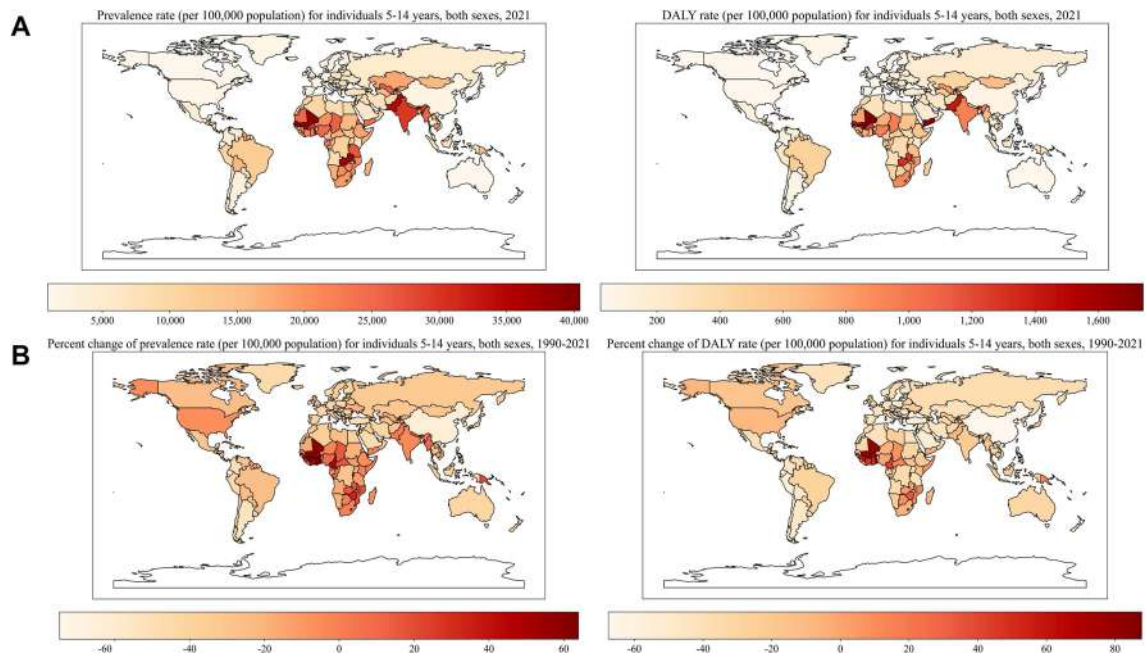 A
Prevalence rate (per 100,000 population) for individuals 5-14 years, both sexes, 2021
DALY rate (per 100,000 population) for individuals 5-14 years, both sexes, 2021
5,000 10,000 15,000 20,000 25,000 30,000 35,000 40,000
200 400 600 800 1,000 1,200 1,400 1,600
B
Percent change of prevalence rate (per 100,000 population) for individuals 5-14 years, both sexes, 1990-2021
Percent change of DALY rate (per 100,000 population) for individuals 5-14 years, both sexes, 1990-2021
-60 -40 -20 0 20 40 60
-60 -40 -20 0 20 40 60 80